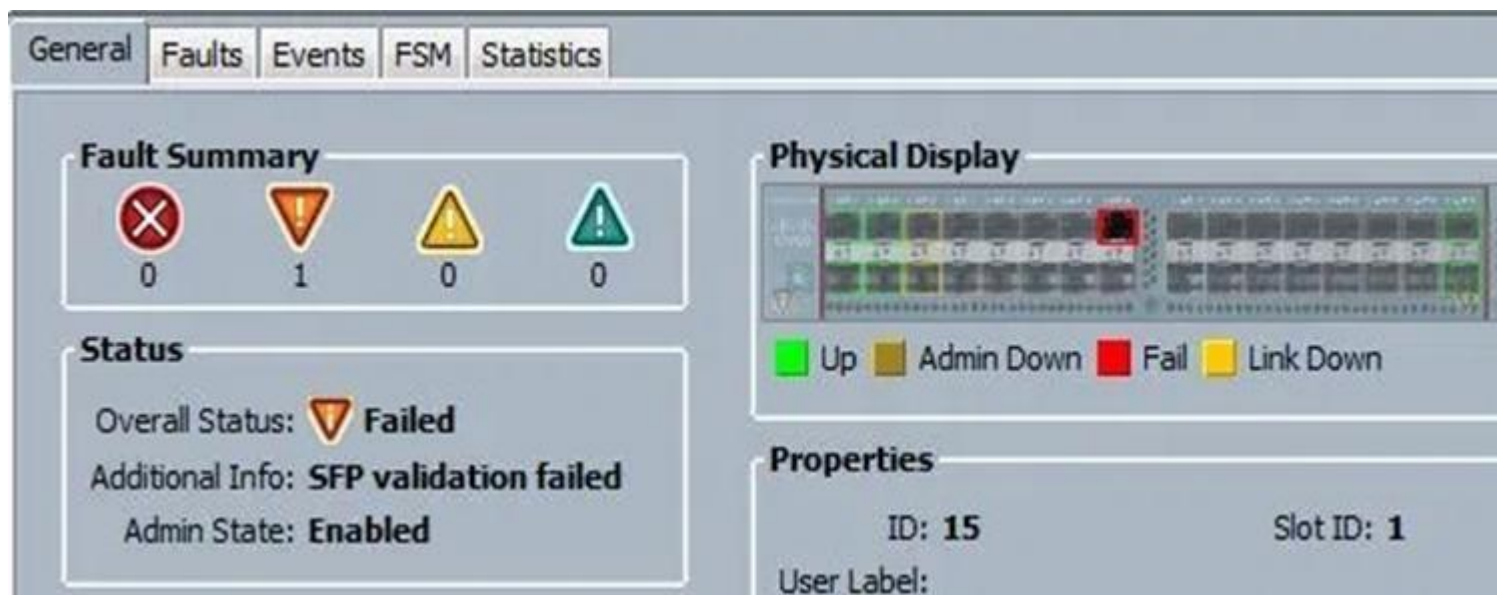 General Faults Events FSM Statistics
Fault Summary
0 1 0 0
Status
Overall Status: Failed
Additional Info: SFP validation failed
Admin State: Enabled
Physical Display
Up Admin Down Fail Link Down
Properties
ID: 15 Slot ID: 1
User Label: